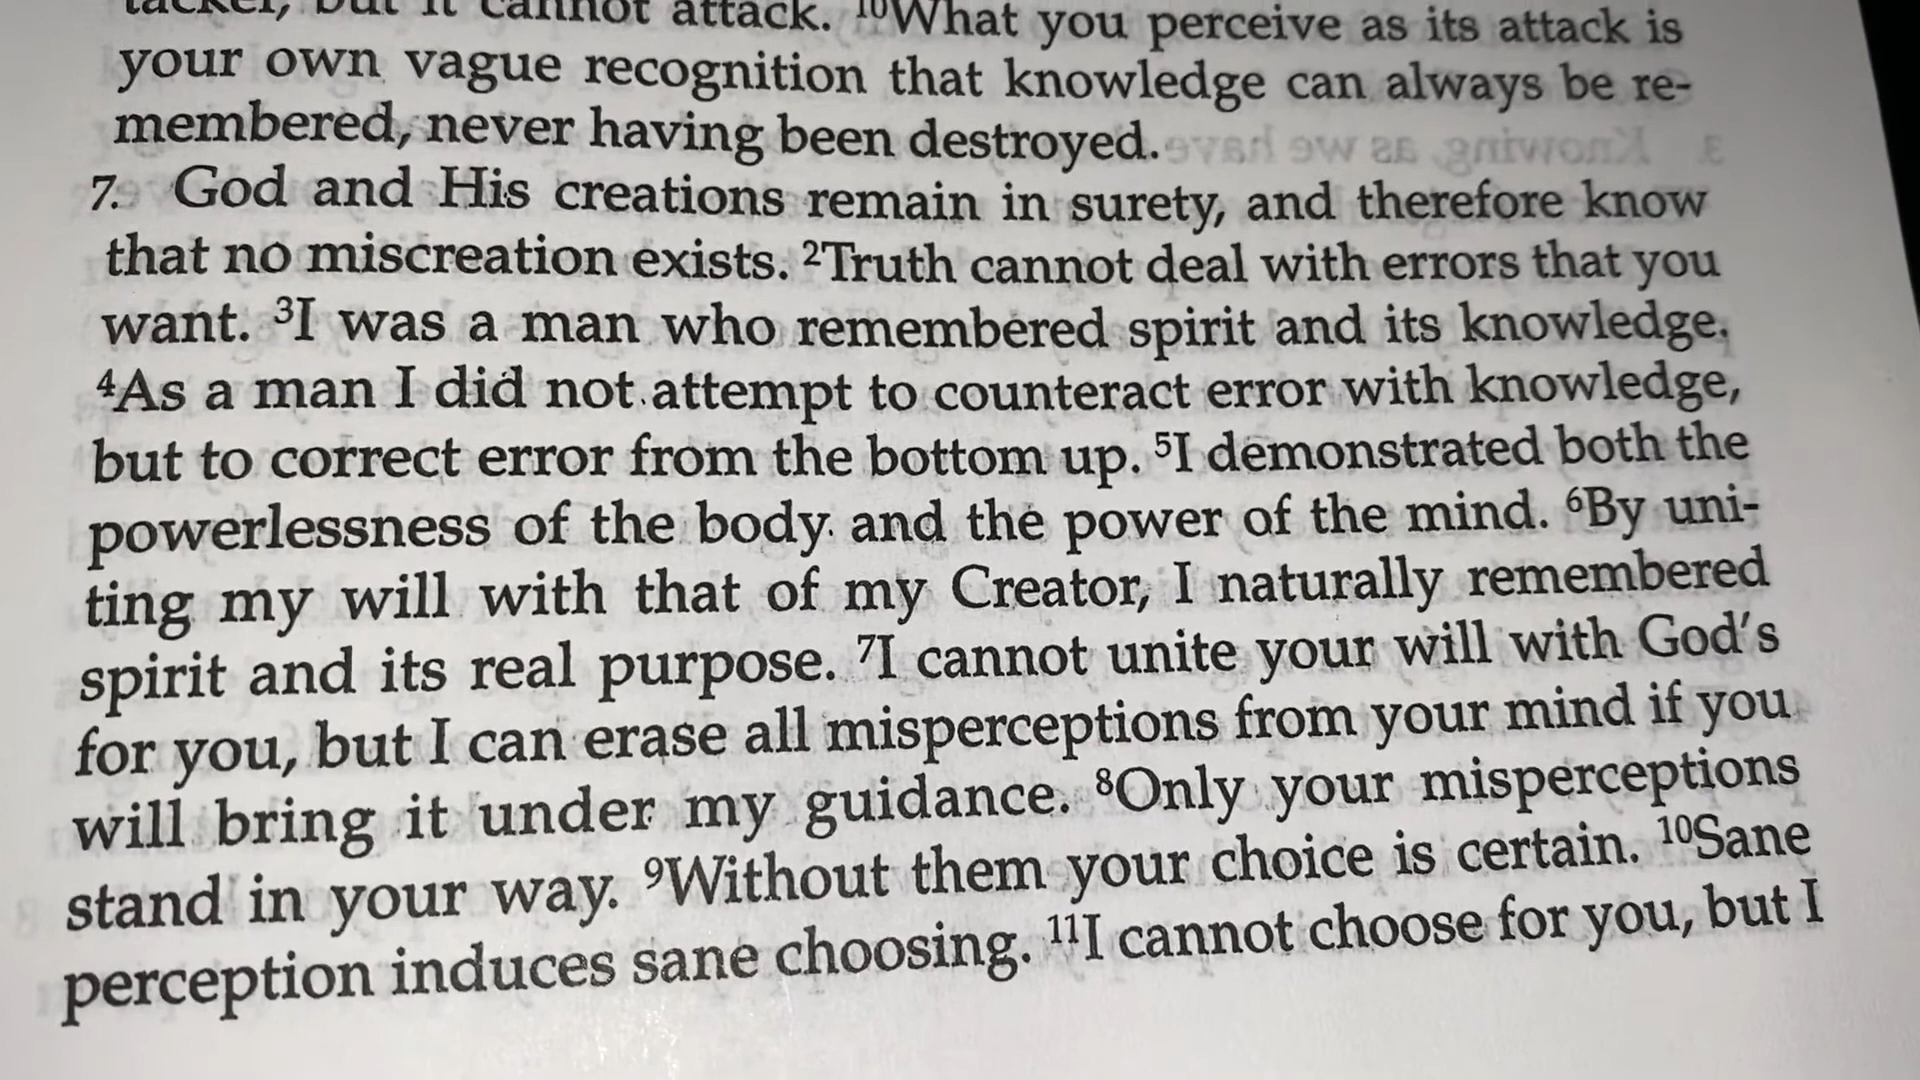 tacker, but it cannot attack. ¹⁰What you perceive as its attack is
your own vague recognition that knowledge can always be re-
membered, never having been destroyed.
7. God and His creations remain in surety, and therefore know
that no miscreation exists. ²Truth cannot deal with errors that you
want. ³I was a man who remembered spirit and its knowledge.
⁴As a man I did not attempt to counteract error with knowledge,
but to correct error from the bottom up. ⁵I demonstrated both the
powerlessness of the body and the power of the mind. ⁶By uni-
ting my will with that of my Creator, I naturally remembered
spirit and its real purpose. ⁷I cannot unite your will with God's
for you, but I can erase all misperceptions from your mind if you
will bring it under my guidance. ⁸Only your misperceptions
stand in your way. ⁹Without them your choice is certain. ¹⁰Sane
perception induces sane choosing. ¹¹I cannot choose for you, but I